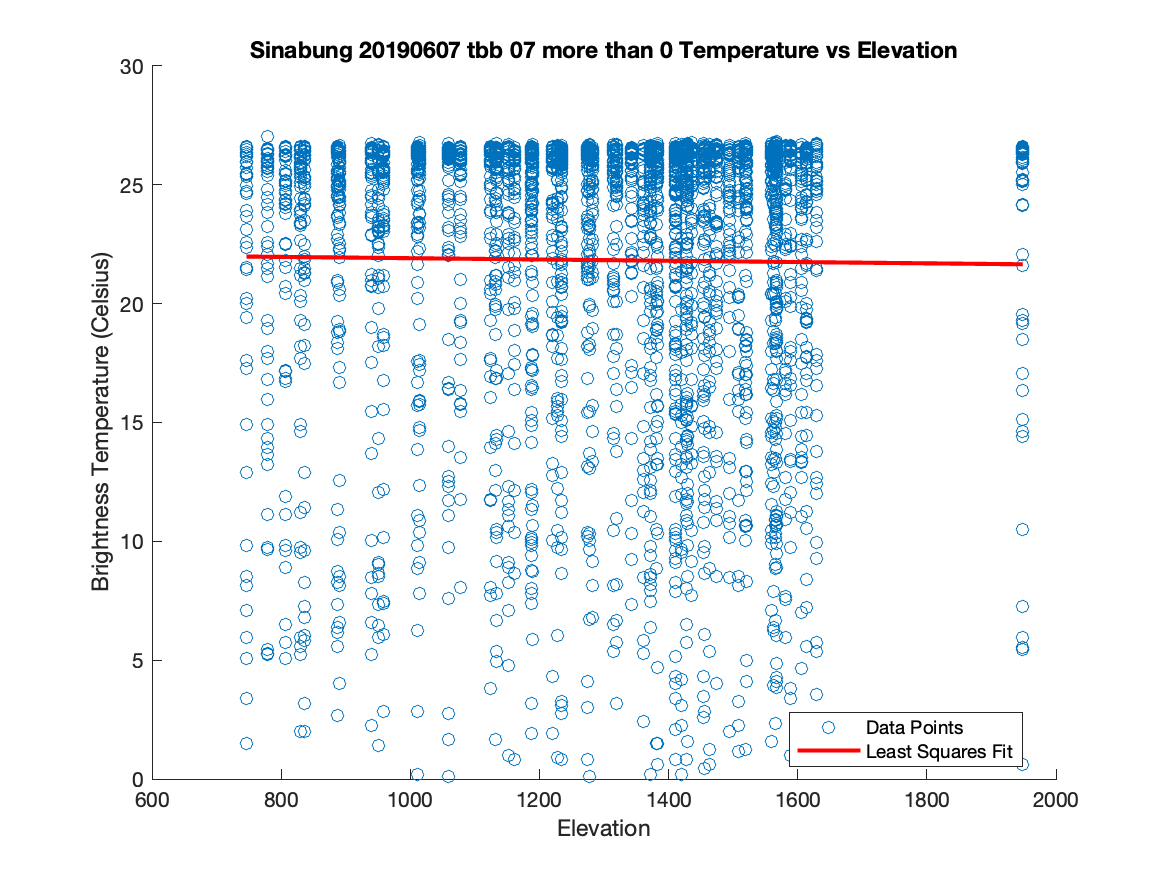 Sinabung 20190607 tbb 07 more than 0 Temperature vs Elevation
30
25
20
15
10
5
0
Brightness Temperature (Celsius)
Data Points
Least Squares Fit
600 800 1000 1200 1400 1600 1800 2000
Elevation